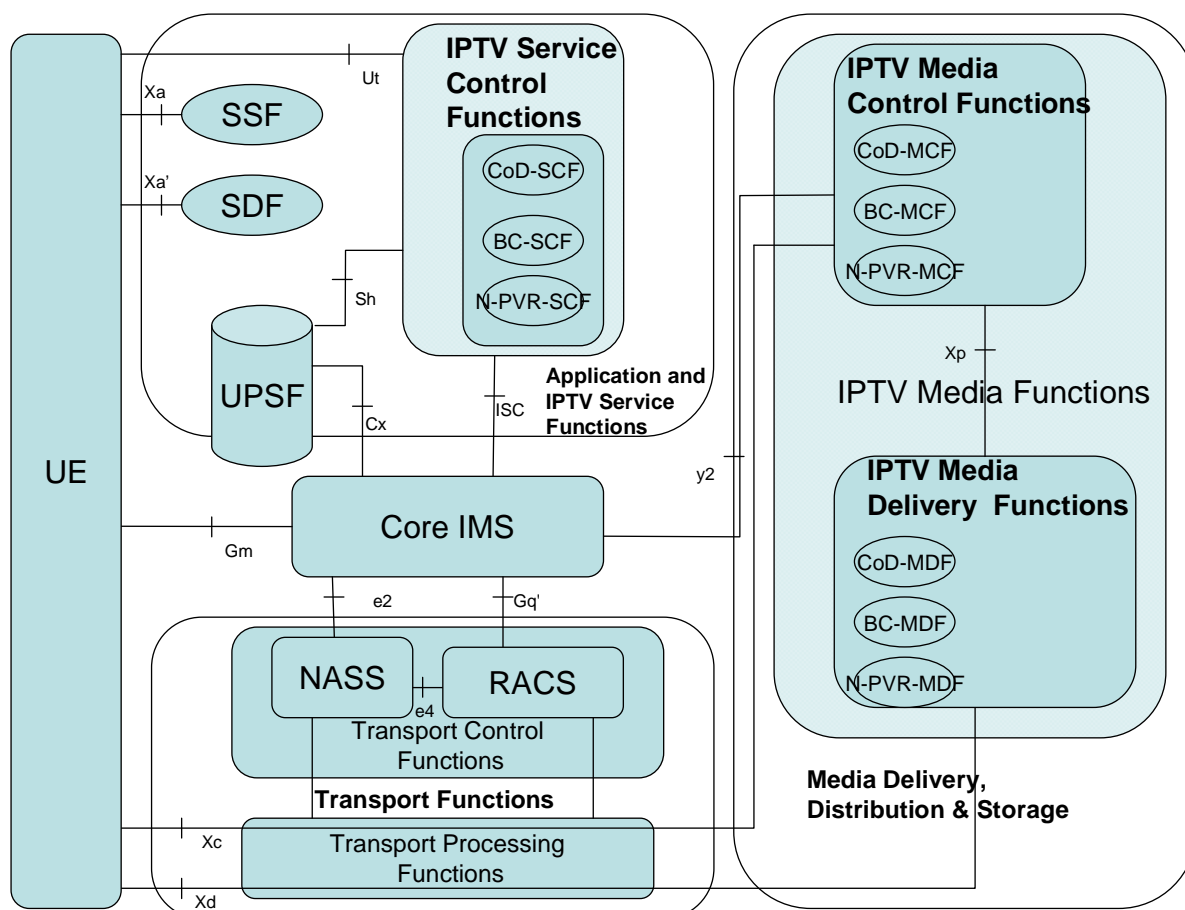 IPTV Service
Control
Functions
Ut
Xa
SSF
CoD-SCF
Xa'
SDF
BC-SCF
N-PVR-SCF
Sh
UPSF
Cx
ISC
Application and
IPTV Service
Functions
UE
Core IMS
Gm
e2
Gq'
NASS
RACS
e4
Transport Control
Functions
Transport Functions
Transport Processing
Functions
Xc
Xd
y2
IPTV Media
Control Functions
CoD-MCF
BC-MCF
N-PVR-MCF
Xp
IPTV Media Functions
IPTV Media
Delivery Functions
CoD-MDF
BC-MDF
N-PVR-MDF
Media Delivery,
Distribution & Storage